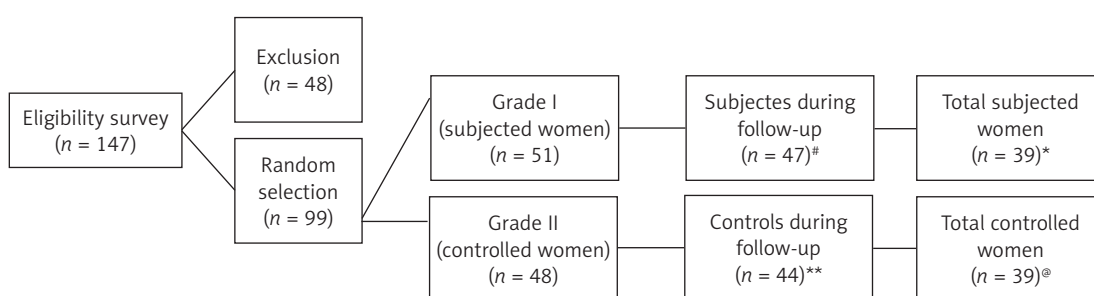 Eligibility survey
(n = 147)
Exclusion
(n = 48)
Random
selection
(n = 99)
Grade I
(subjected women)
(n = 51)
Subjectes during
follow-up
(n = 47)#
Total subjected
women
(n = 39)*
Grade II
(controlled women)
(n = 48)
Controls during
follow-up
(n = 44)**
Total controlled
women
(n = 39)@